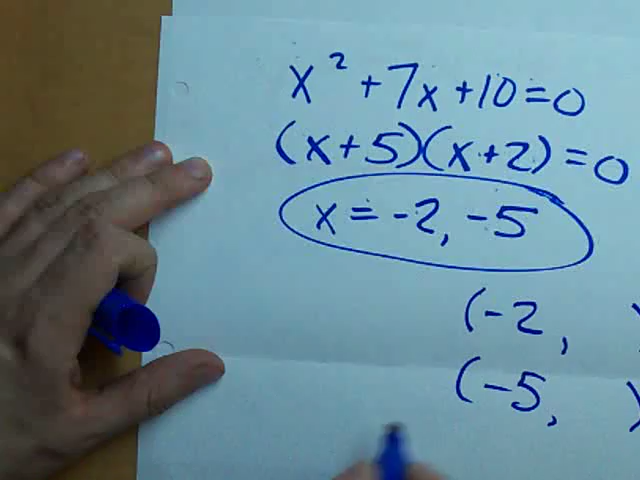 x² + 7x + 10 = 0
(x + 5)(x + 2) = 0
x = -2, -5
(-2,   )
(-5,   )